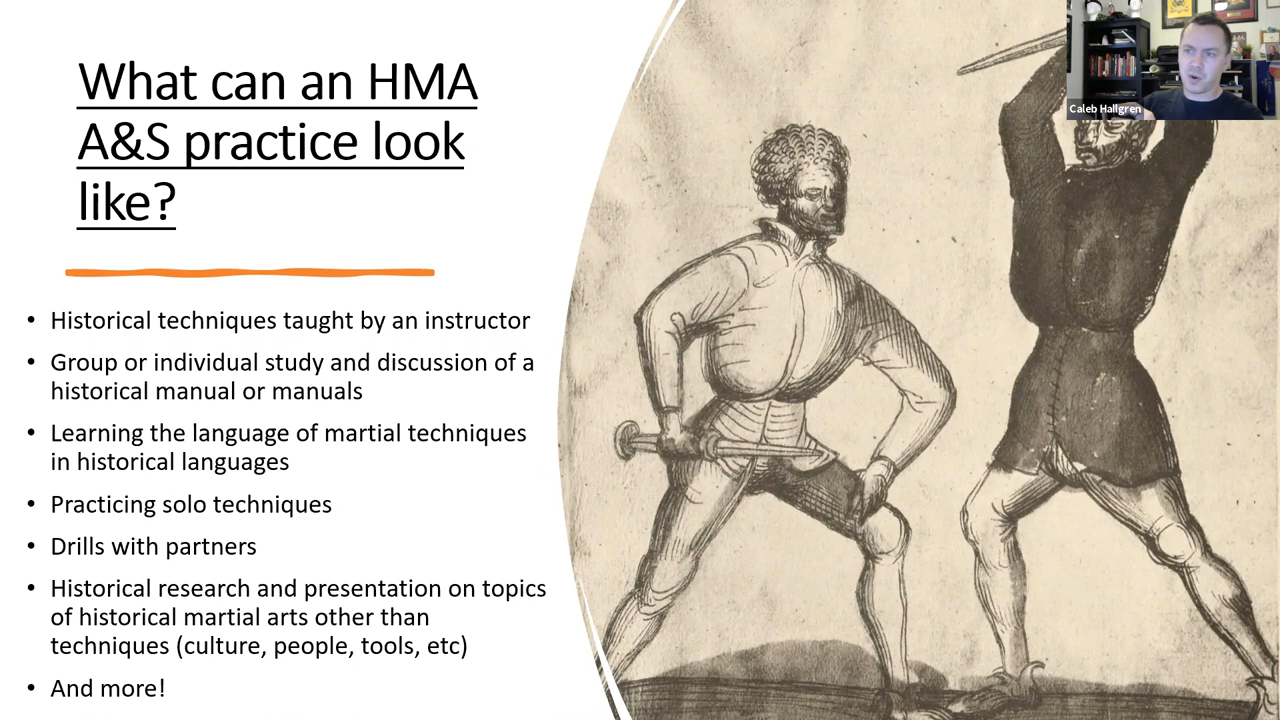 What can an HMA
A&S practice look
like?
• Historical techniques taught by an instructor
• Group or individual study and discussion of a
historical manual or manuals
• Learning the language of martial techniques
in historical languages
• Practicing solo techniques
• Drills with partners
• Historical research and presentation on topics
of historical martial arts other than
techniques (culture, people, tools, etc)
• And more!
Caleb Hallgren